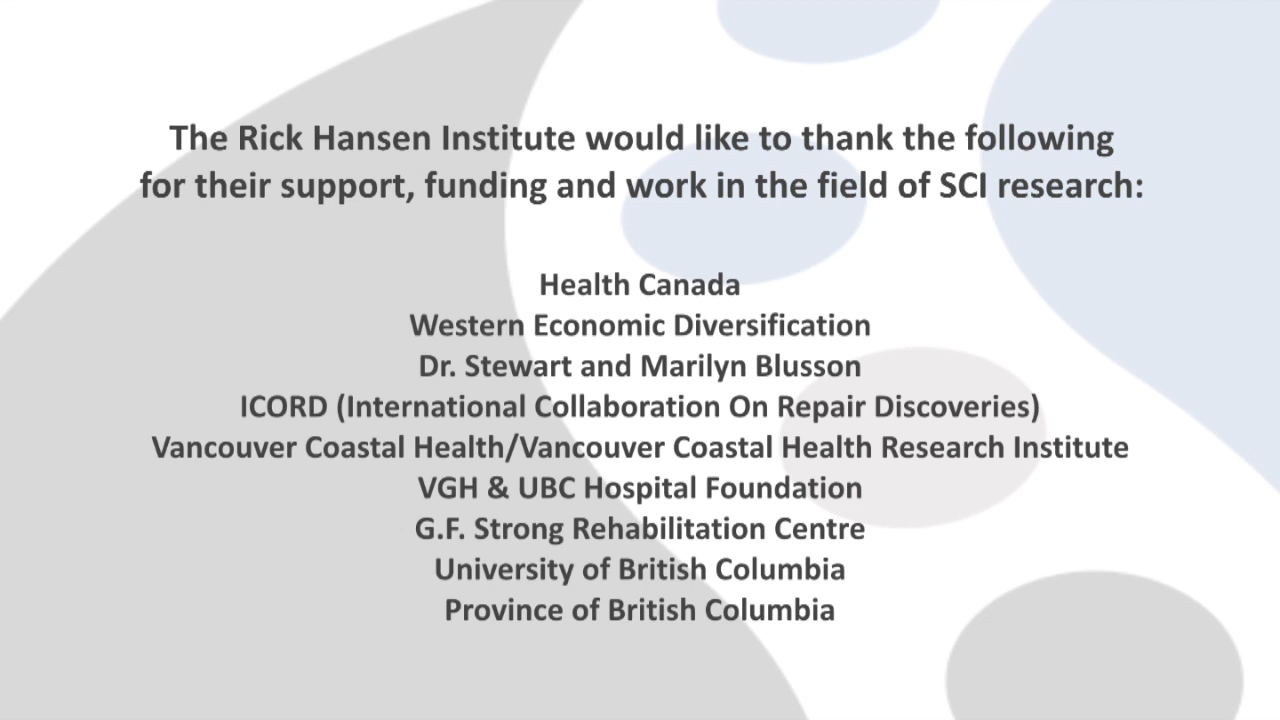 The Rick Hansen Institute would like to thank the following
for their support, funding and work in the field of SCI research:
Health Canada
Western Economic Diversification
Dr. Stewart and Marilyn Blusson
ICORD (International Collaboration On Repair Discoveries)
Vancouver Coastal Health/Vancouver Coastal Health Research Institute
VGH & UBC Hospital Foundation
G.F. Strong Rehabilitation Centre
University of British Columbia
Province of British Columbia